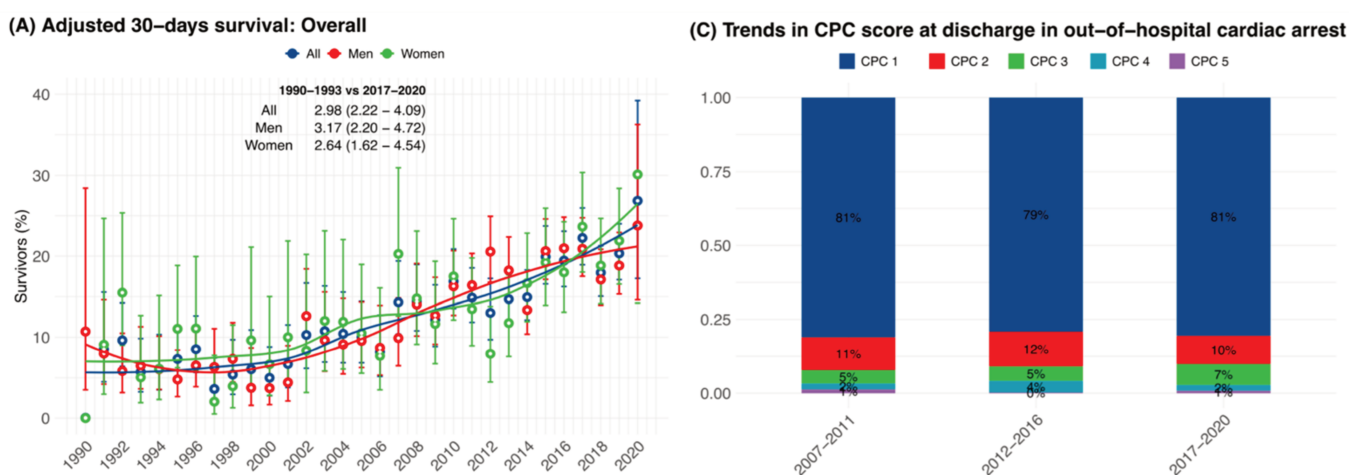 (A) Adjusted 30–days survival: Overall
All Men Women
1990–1993 vs 2017–2020
All 2.98 (2.22 – 4.09)
Men 3.17 (2.20 – 4.72)
Women 2.64 (1.62 – 4.54)
Survivors (%)
40
30
20
10
0
1990 1992 1994 1996 1998 2000 2002 2004 2006 2008 2010 2012 2014 2016 2018 2020
(C) Trends in CPC score at discharge in out–of–hospital cardiac arrest
CPC 1 CPC 2 CPC 3 CPC 4 CPC 5
1.00
0.75
0.50
0.25
0.00
81% 79% 81%
11% 12% 10%
5% 5% 7%
2% 4% 2%
1% 0% 1%
2007–2011 2012–2016 2017–2020